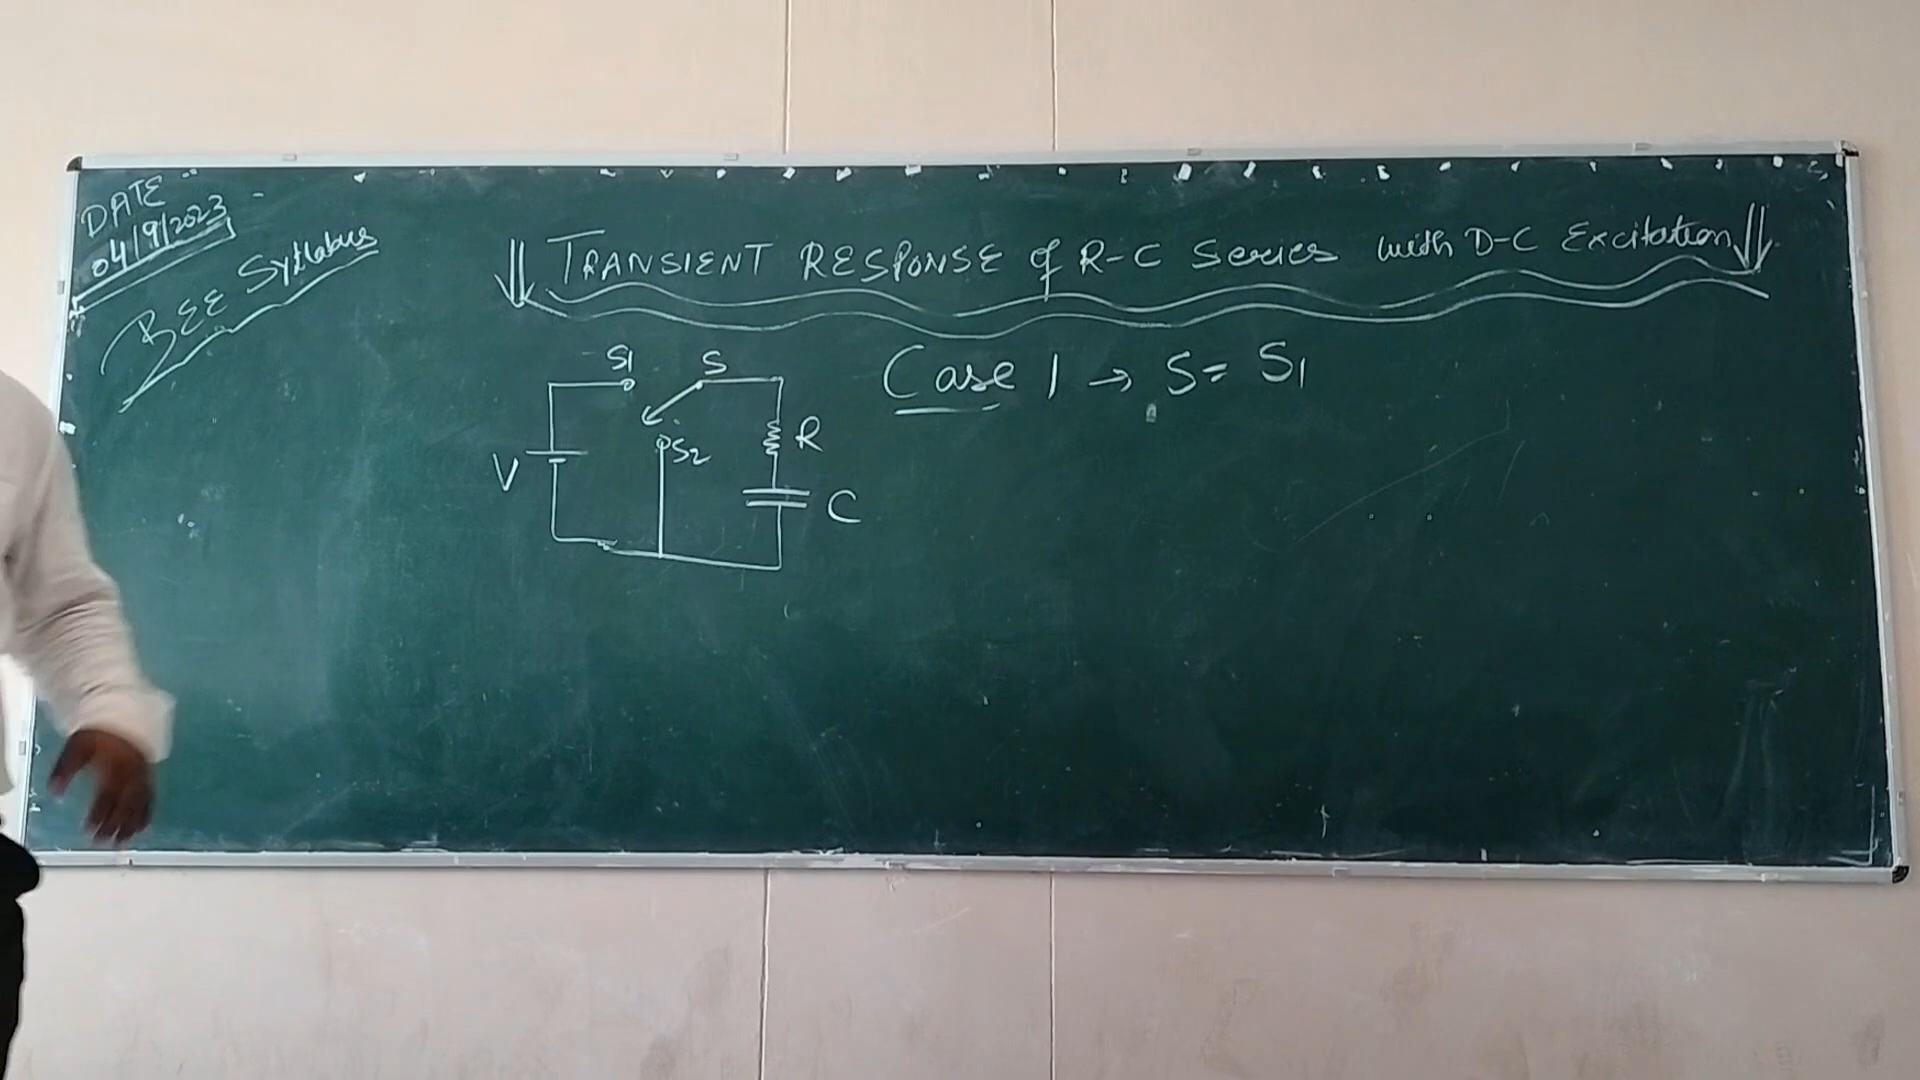 DATE
04/9/2023
BEE Syllabus
TRANSIENT RESPONSE of R-C Series with D-C Excitation
S1
S
Case 1 → S = S1
S2
R
V
C